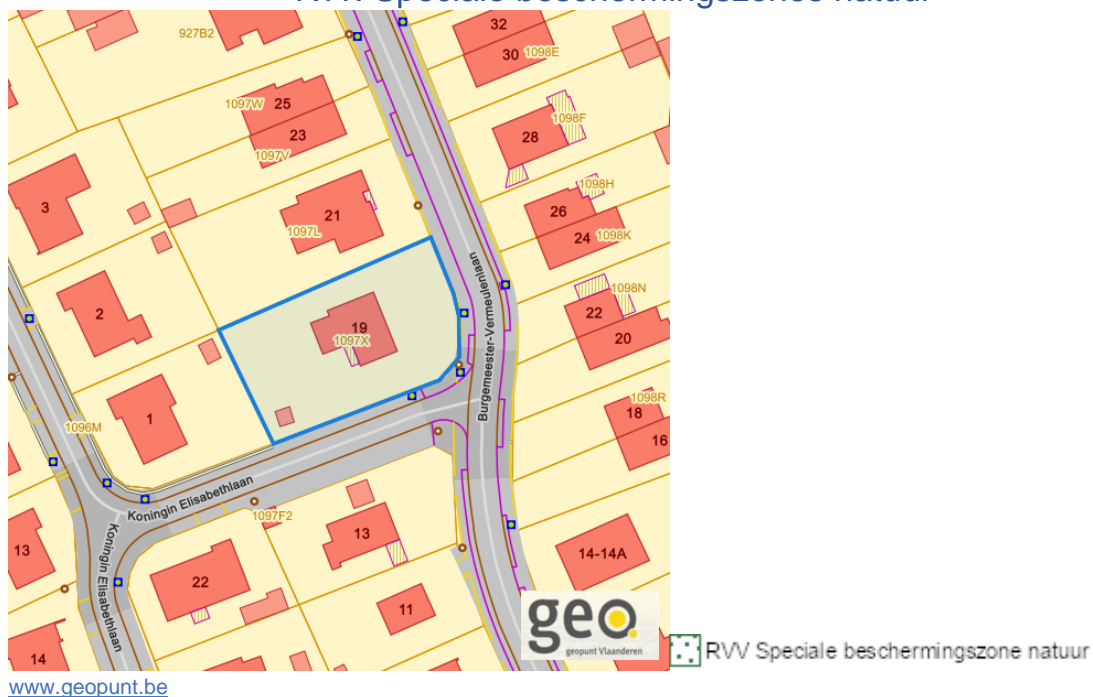 RVV Speciale beschermingszones natuur
927B2
32
30
1098E
1097W
25
23
1097V
1098F
28
3
1098H
21
1097L
26
24
1098K
2
1098N
22
20
19
1097X
Burgemeester-Vermeulenlaan
1098R
18
16
1
1096M
Koningin Elisabethlaan
1097F2
13
13
14-14A
Koningin Elisabethlaan
22
11
14
geo
geopunt Vlaanderen
RVV Speciale beschermingszone natuur
www.geopunt.be